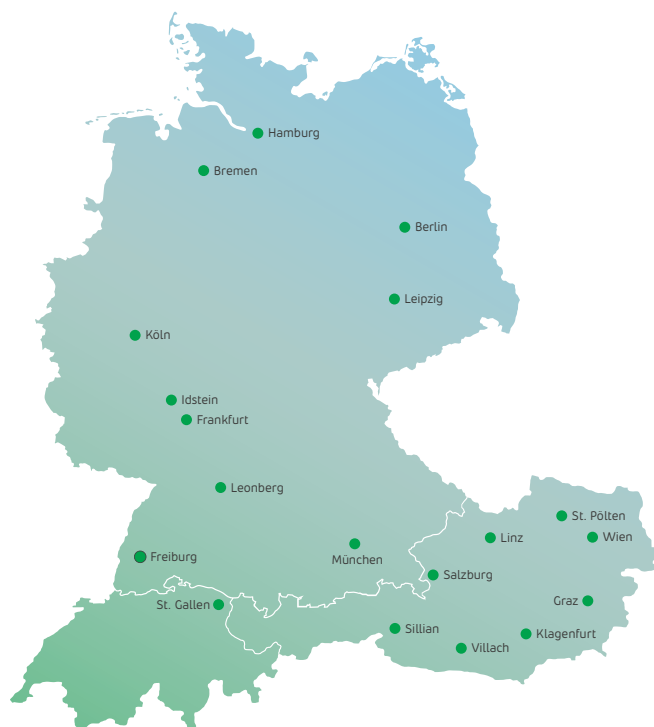 Hamburg
Bremen
Berlin
Leipzig
Köln
Idstein
Frankfurt
Leonberg
St. Pölten
Linz
Wien
München
Freiburg
Salzburg
St. Gallen
Graz
Sillian
Klagenfurt
Villach